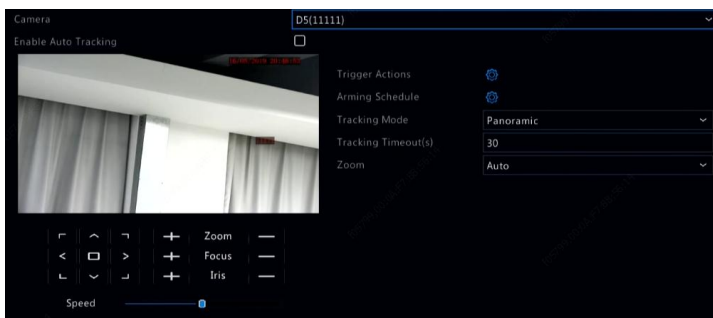 Camera
D5(11111)
Enable Auto Tracking
Trigger Actions
Arming Schedule
Tracking Mode
Panoramic
Tracking Timeout(s)
30
Zoom
Auto
Zoom
Focus
Iris
Speed